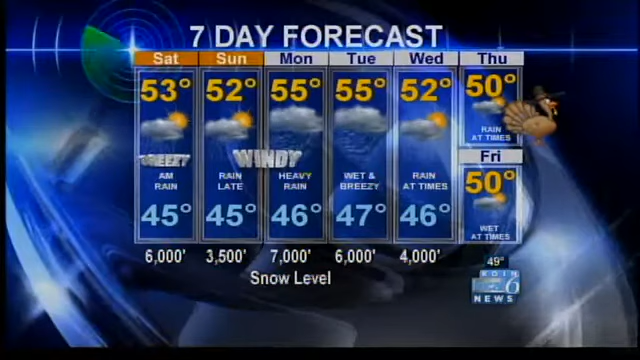 7 DAY FORECAST
Sat Sun Mon Tue Wed Thu
53° 52° 55° 55° 52° 50°
BREEZY WINDY
AM RAIN HEAVY WET & RAIN
RAIN LATE RAIN BREEZY AT TIMES
45° 45° 46° 47° 46°
RAIN
AT TIMES
Fri
50°
WET
AT TIMES
6,000' 3,500' 7,000' 6,000' 4,000'
Snow Level
49°
KOIN
6
NEWS